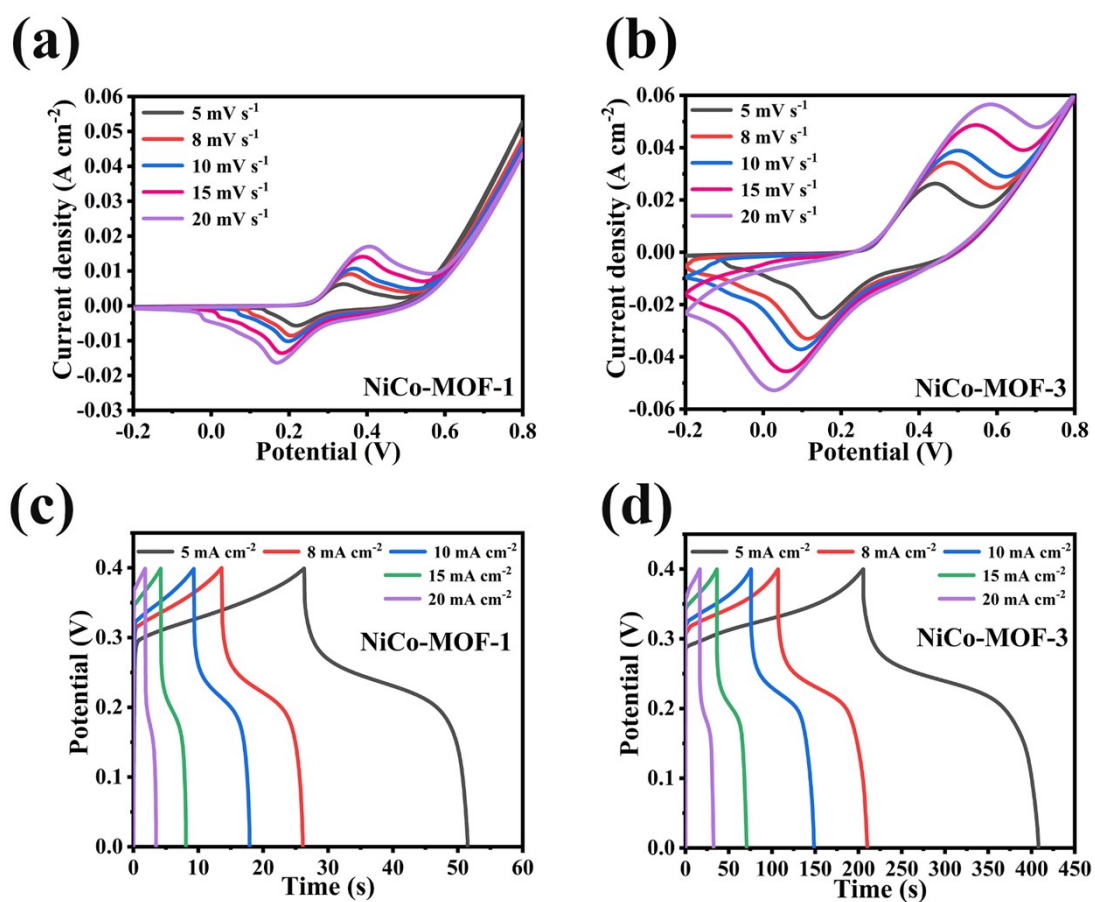 (a)
0.06
0.05
0.04
0.03
0.02
0.01
0.00
-0.01
-0.02
-0.03
Current density (A cm⁻²)
5 mV s⁻¹
8 mV s⁻¹
10 mV s⁻¹
15 mV s⁻¹
20 mV s⁻¹
NiCo-MOF-1
-0.2 0.0 0.2 0.4 0.6 0.8
Potential (V)
(b)
0.06
0.04
0.02
0.00
-0.02
-0.04
-0.06
Current density (A cm⁻²)
5 mV s⁻¹
8 mV s⁻¹
10 mV s⁻¹
15 mV s⁻¹
20 mV s⁻¹
NiCo-MOF-3
-0.2 0.0 0.2 0.4 0.6 0.8
Potential (V)
(c)
0.4
0.3
0.2
0.1
0.0
Potential (V)
5 mA cm⁻² 8 mA cm⁻² 10 mA cm⁻²
15 mA cm⁻²
20 mA cm⁻²
NiCo-MOF-1
0 10 20 30 40 50 60
Time (s)
(d)
0.4
0.3
0.2
0.1
0.0
Potential (V)
5 mA cm⁻² 8 mA cm⁻² 10 mA cm⁻²
15 mA cm⁻²
20 mA cm⁻²
NiCo-MOF-3
0 50 100 150 200 250 300 350 400 450
Time (s)